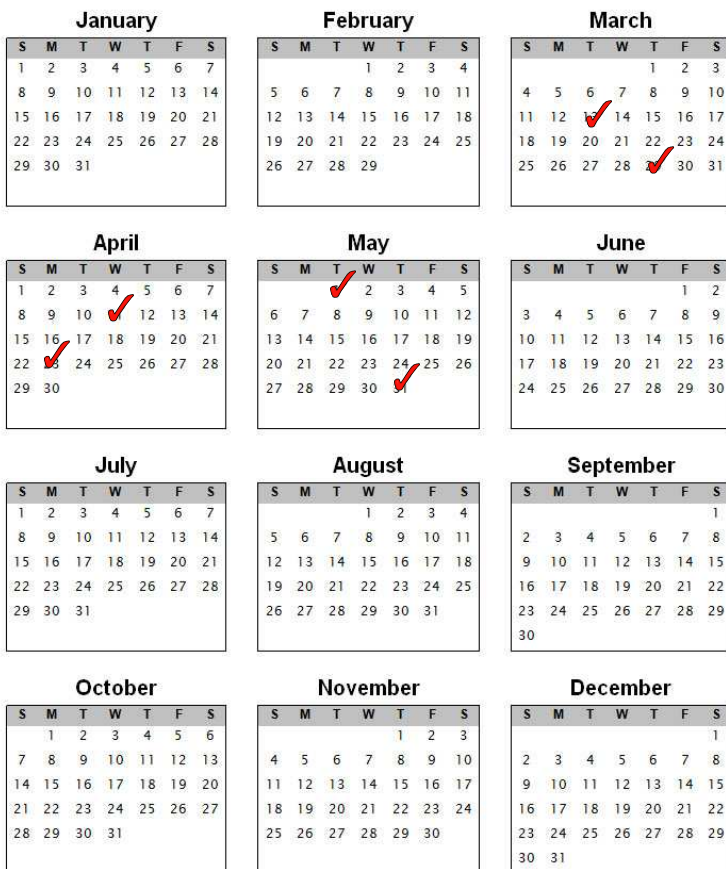 January
S M T W T F S
1 2 3 4 5 6 7
8 9 10 11 12 13 14
15 16 17 18 19 20 21
22 23 24 25 26 27 28
29 30 31
February
S M T W T F S
1 2 3 4
5 6 7 8 9 10 11
12 13 14 15 16 17 18
19 20 21 22 23 24 25
26 27 28 29
March
S M T W T F S
1 2 3
4 5 6 7 8 9 10
11 12 14 15 16 17
18 19 20 21 22 23 24
25 26 27 28 30 31
April
S M T W T F S
1 2 3 4 5 6 7
8 9 10 12 13 14
15 16 17 18 19 20 21
22 24 25 26 27 28
29 30
May
S M T W T F S
2 3 4 5
6 7 8 9 10 11 12
13 14 15 16 17 18 19
20 21 22 23 24 25 26
27 28 29 30
June
S M T W T F S
1 2
3 4 5 6 7 8 9
10 11 12 13 14 15 16
17 18 19 20 21 22 23
24 25 26 27 28 29 30
July
S M T W T F S
1 2 3 4 5 6 7
8 9 10 11 12 13 14
15 16 17 18 19 20 21
22 23 24 25 26 27 28
29 30 31
August
S M T W T F S
1 2 3 4
5 6 7 8 9 10 11
12 13 14 15 16 17 18
19 20 21 22 23 24 25
26 27 28 29 30 31
September
S M T W T F S
1
2 3 4 5 6 7 8
9 10 11 12 13 14 15
16 17 18 19 20 21 22
23 24 25 26 27 28 29
30
October
S M T W T F S
1 2 3 4 5 6
7 8 9 10 11 12 13
14 15 16 17 18 19 20
21 22 23 24 25 26 27
28 29 30 31
November
S M T W T F S
1 2 3
4 5 6 7 8 9 10
11 12 13 14 15 16 17
18 19 20 21 22 23 24
25 26 27 28 29 30
December
S M T W T F S
1
2 3 4 5 6 7 8
9 10 11 12 13 14 15
16 17 18 19 20 21 22
23 24 25 26 27 28 29
30 31